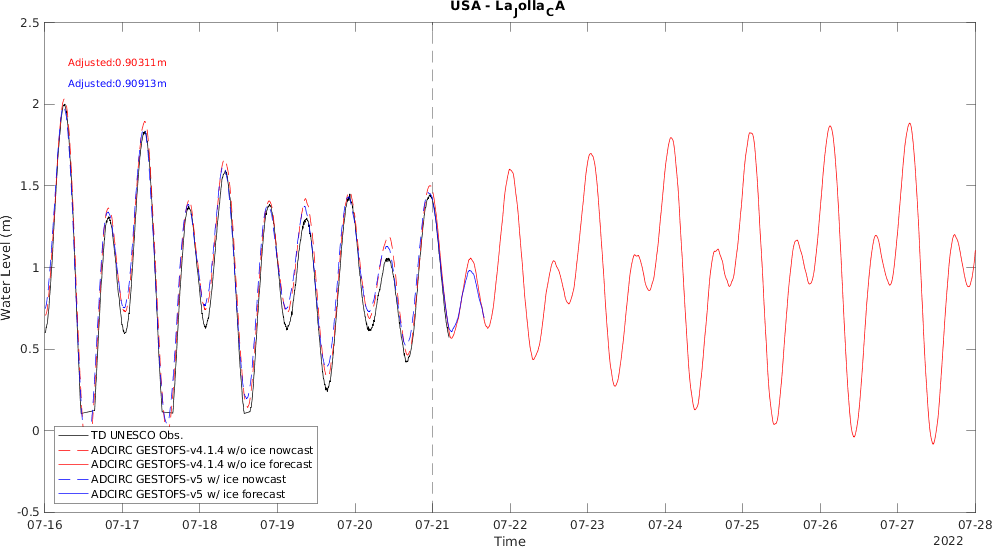 USA - LaJollaCA
Adjusted:0.90311m
Adjusted:0.90913m
2.5
2
1.5
1
0.5
0
-0.5
Water Level (m)
TD UNESCO Obs.
ADCIRC GESTOFS-v4.1.4 w/o ice nowcast
ADCIRC GESTOFS-v4.1.4 w/o ice forecast
ADCIRC GESTOFS-v5 w/ ice nowcast
ADCIRC GESTOFS-v5 w/ ice forecast
07-16 07-17 07-18 07-19 07-20 07-21 07-22 07-23 07-24 07-25 07-26 07-27 07-28
Time
2022